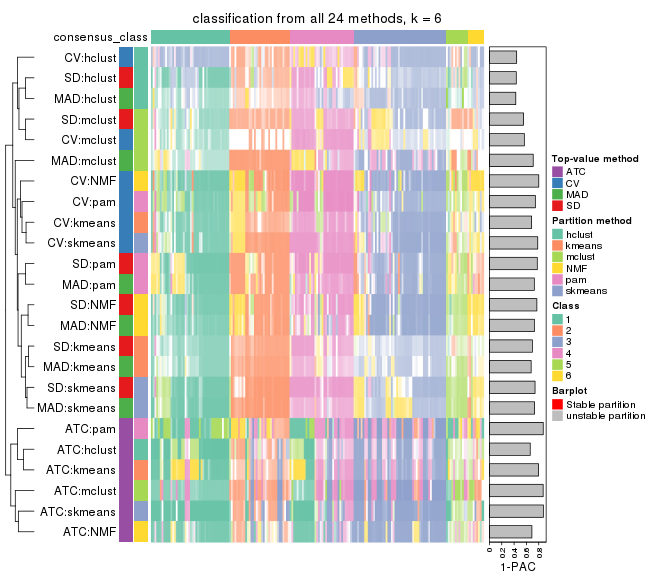 classification from all 24 methods, k = 6
consensus_class
CV:hclust
SD:hclust
MAD:hclust
SD:mclust
CV:mclust
MAD:mclust
CV:NMF
CV:pam
CV:kmeans
CV:skmeans
SD:pam
MAD:pam
SD:NMF
MAD:NMF
SD:kmeans
MAD:kmeans
SD:skmeans
MAD:skmeans
ATC:pam
ATC:hclust
ATC:kmeans
ATC:mclust
ATC:skmeans
ATC:NMF
0
0.2
0.4
0.6
0.8
1-PAC
Top-value method
ATC
CV
MAD
SD
Partition method
hclust
kmeans
mclust
NMF
pam
skmeans
Class
1
2
3
4
5
6
Barplot
Stable partition
unstable partition